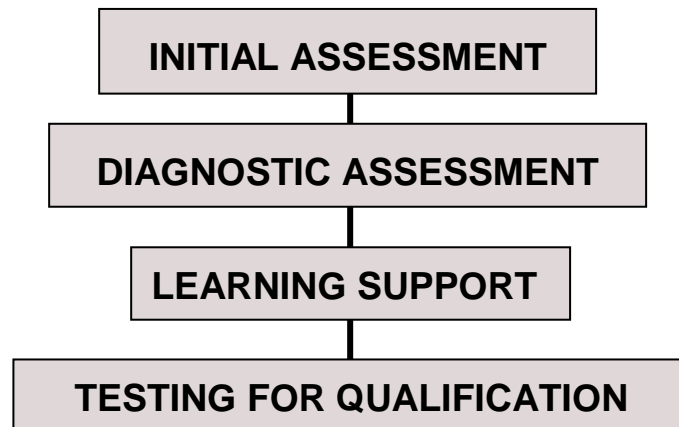 INITIAL ASSESSMENT
DIAGNOSTIC ASSESSMENT
LEARNING SUPPORT
TESTING FOR QUALIFICATION